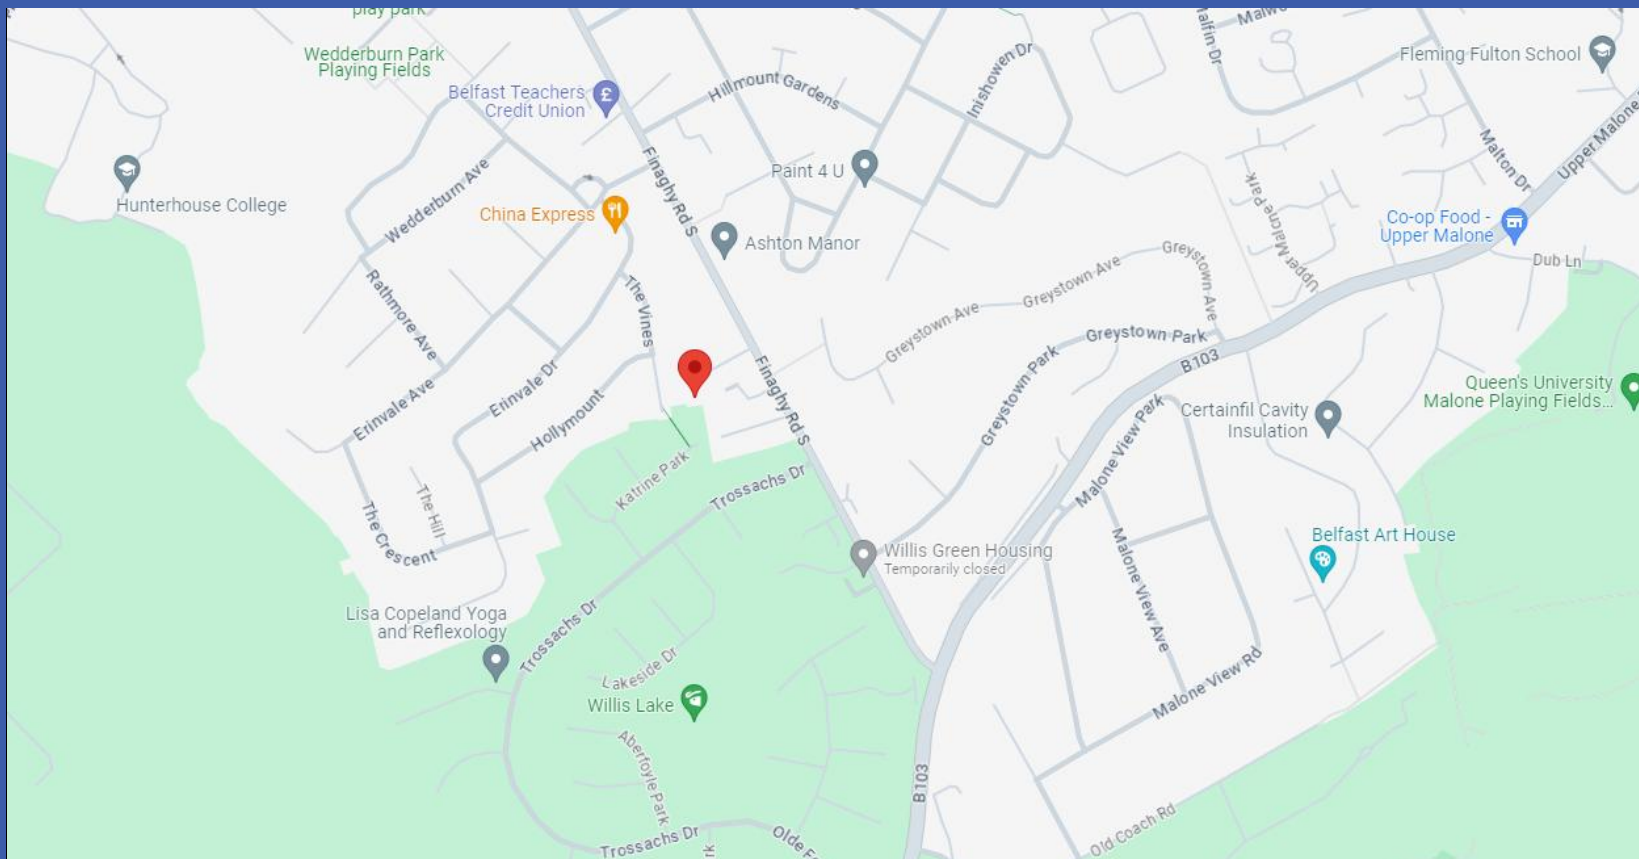 play park
Wedderburn Park
Playing Fields
Belfast Teachers
Credit Union
Hillmount Gardens
Inishowen Dr
Fleming Fulton School
Upper Malone
Malton Dr
Hunterhouse College
Wedderburn Ave
Finaghy Rd S
Paint 4 U
China Express
Ashton Manor
Upper Malone Park
Upper
Co-op Food -
Upper Malone
Dub Ln
Rathmore Ave
The Vines
Greystown Ave
Greystown Ave
Greystown Ave
Greystown Park
B103
Erinvale Ave
Erinvale Dr
Hollymount
Finaghy Rd S
Greystown Park
Malone View Park
Certainfil Cavity
Insulation
Queen's University
Malone Playing Fields...
The Hill
The Crescent
Katrine Park
Trossachs Dr
Willis Green Housing
Temporarily closed
Malone View Ave
Belfast Art House
Lisa Copeland Yoga
and Reflexology
Trossachs Dr
Lakeside Dr
Willis Lake
Malone View Rd
Aberfoyle Park
B103
Trossachs Dr
Olde
Old Coach Rd